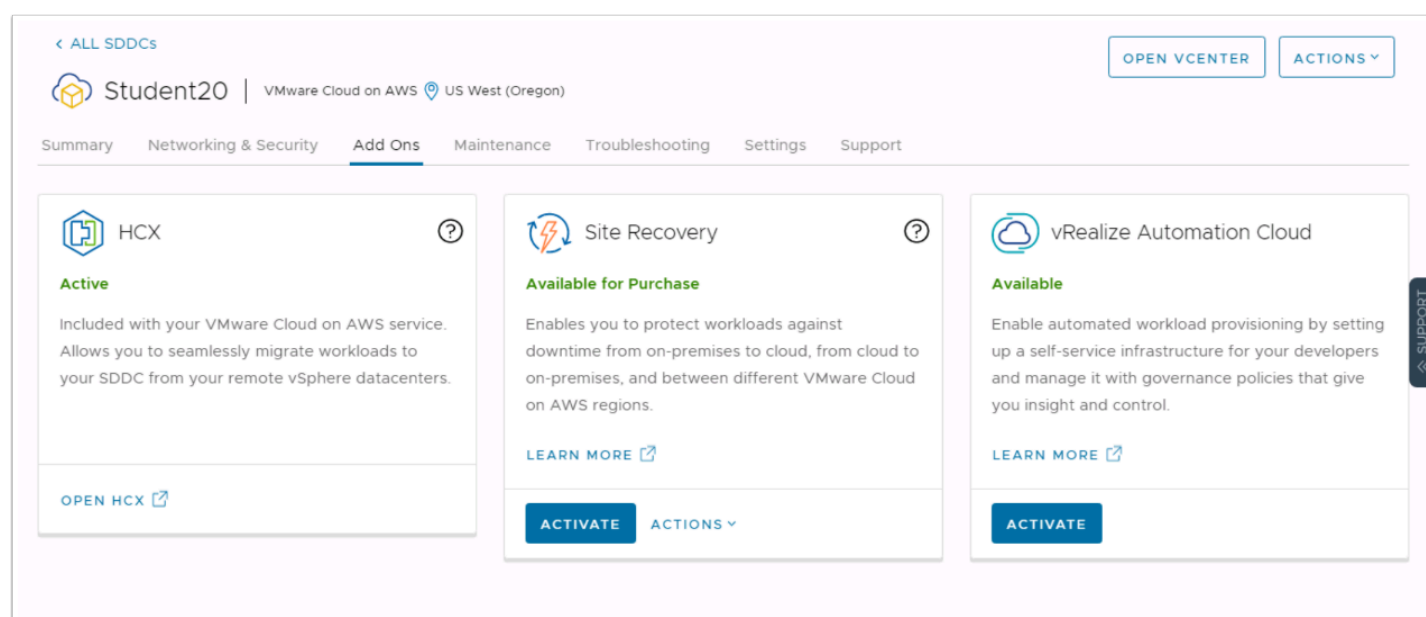 < ALL SDDCs
OPEN VCENTER
ACTIONS
Student20 | VMware Cloud on AWS US West (Oregon)
Summary Networking & Security Add Ons Maintenance Troubleshooting Settings Support
HCX
Active
Included with your VMware Cloud on AWS service.
Allows you to seamlessly migrate workloads to
your SDDC from your remote vSphere datacenters.
OPEN HCX
Site Recovery
Available for Purchase
Enables you to protect workloads against
downtime from on-premises to cloud, from cloud to
on-premises, and between different VMware Cloud
on AWS regions.
LEARN MORE
ACTIVATE ACTIONS
vRealize Automation Cloud
Available
Enable automated workload provisioning by setting
up a self-service infrastructure for your developers
and manage it with governance policies that give
you insight and control.
LEARN MORE
ACTIVATE
SUPPORT